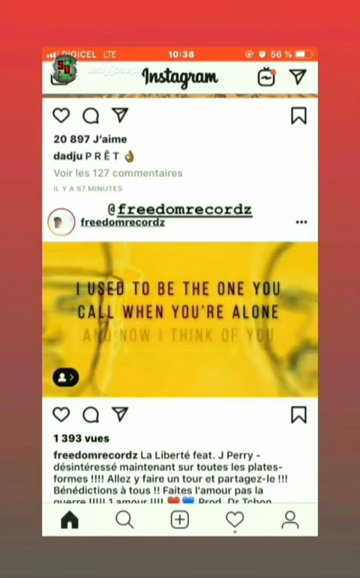 DIGICEL LTE 10:38 56 %
Instagram
20 897 J'aime
dadju P R Ê T 👌
Voir les 127 commentaires
IL Y A 57 MINUTES
@freedomrecordz
freedomrecordz
I USED TO BE THE ONE YOU
CALL WHEN YOU'RE ALONE
AND NOW I THINK OF YOU
1 393 vues
freedomrecordz La Liberté feat. J Perry -
désintéressé maintenant sur toutes les plates-
formes !!!! Allez y faire un tour et partagez-le !!!
Bénédictions à tous !! Faites l'amour pas la
guerre !!!!! 1 amour !!!! ❤️💙 Prod. Dr Tchon